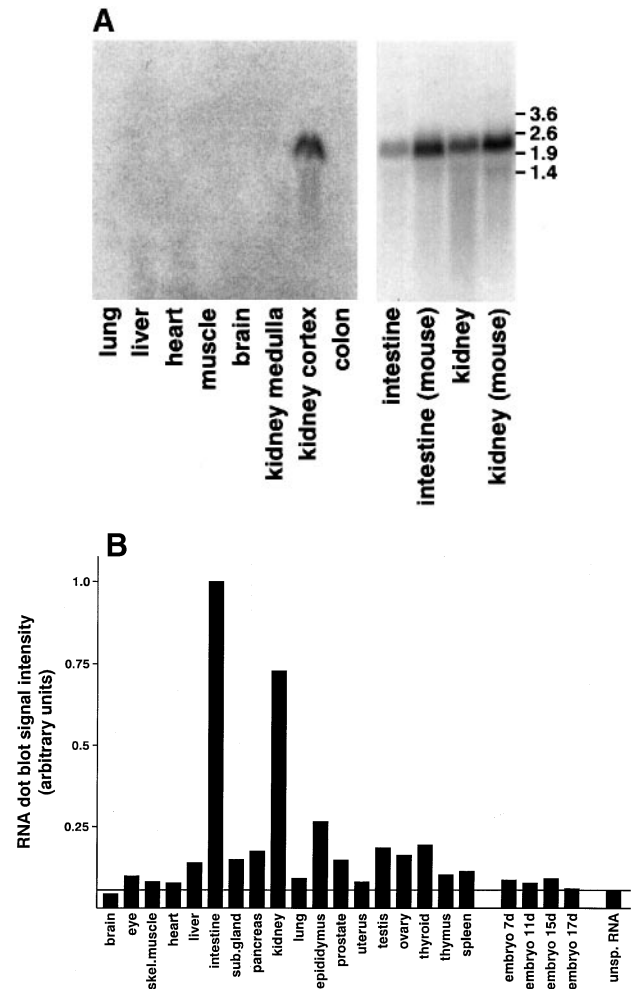 A
3.6
2.6
1.9
1.4
lung
liver
heart
muscle
brain
kidney medulla
kidney cortex
colon
intestine
intestine (mouse)
kidney
kidney (mouse)
B
RNA dot blot signal intensity
(arbitrary units)
1.0
0.75
0.5
0.25
brain
eye
skel.muscle
heart
liver
intestine
sub.gland
pancreas
kidney
lung
epididymus
prostate
uterus
testis
ovary
thyroid
thymus
spleen
embryo 7d
embryo 11d
embryo 15d
embryo 17d
unsp. RNA